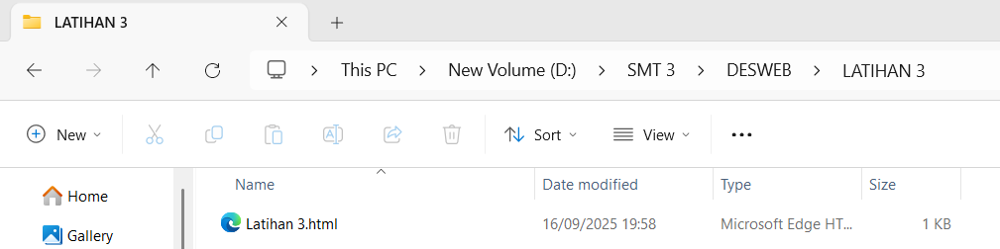 LATIHAN 3
This PC > New Volume (D:) > SMT 3 > DESWEB > LATIHAN 3
New Sort View
Name Date modified Type Size
Home
Latihan 3.html 16/09/2025 19:58 Microsoft Edge HT... 1 KB
Gallery